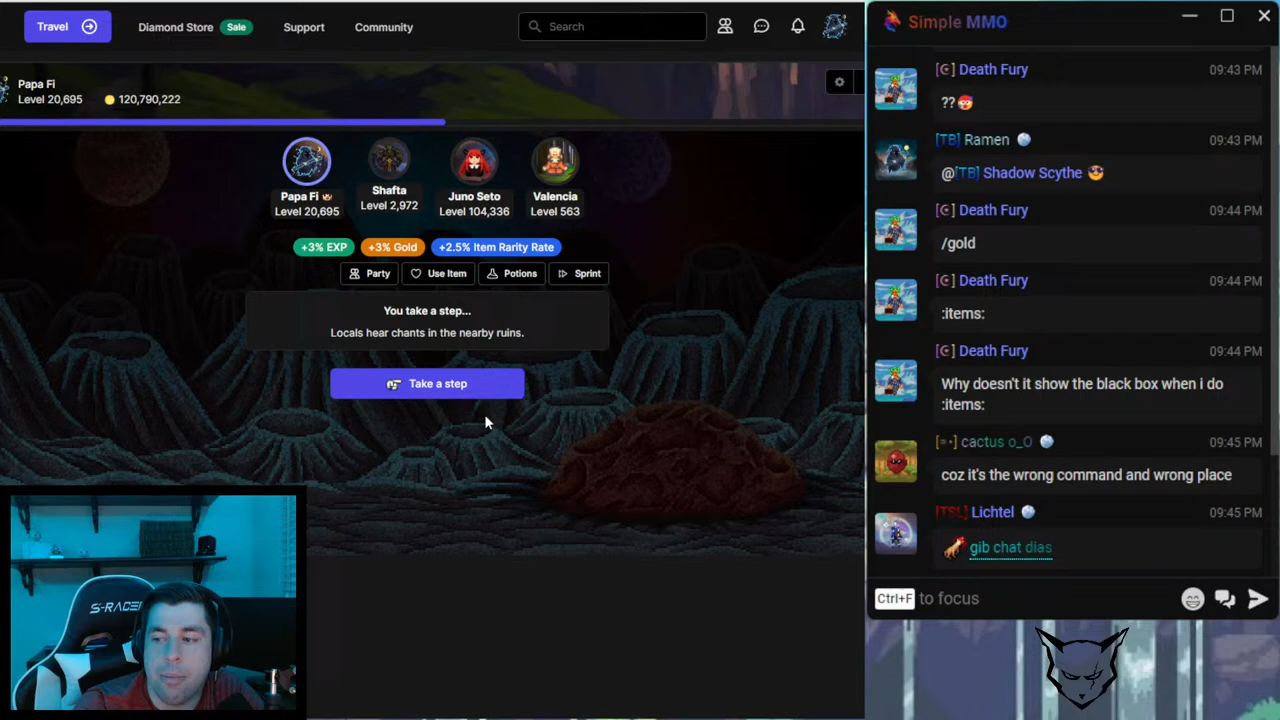 Travel
Diamond Store Sale
Support
Community
Search
Papa Fi
Level 20,695 120,790,222
Papa Fi
Level 20,695
Shafta
Level 2,972
Juno Seto
Level 104,336
Valencia
Level 563
+3% EXP +3% Gold +2.5% Item Rarity Rate
Party Use Item Potions Sprint
You take a step...
Locals hear chants in the nearby ruins.
Take a step
S-RACER
Simple MMO
[☪] Death Fury 09:43 PM
??🎅
[TB] Ramen 09:43 PM
@[TB] Shadow Scythe 😎
[☪] Death Fury 09:44 PM
/gold
[☪] Death Fury 09:44 PM
:items:
[☪] Death Fury 09:44 PM
Why doesn't it show the black box when i do
:items:
cactus o_O 09:45 PM
coz it's the wrong command and wrong place
[TSL] Lichtel 09:45 PM
gib chat dias
Ctrl+F to focus